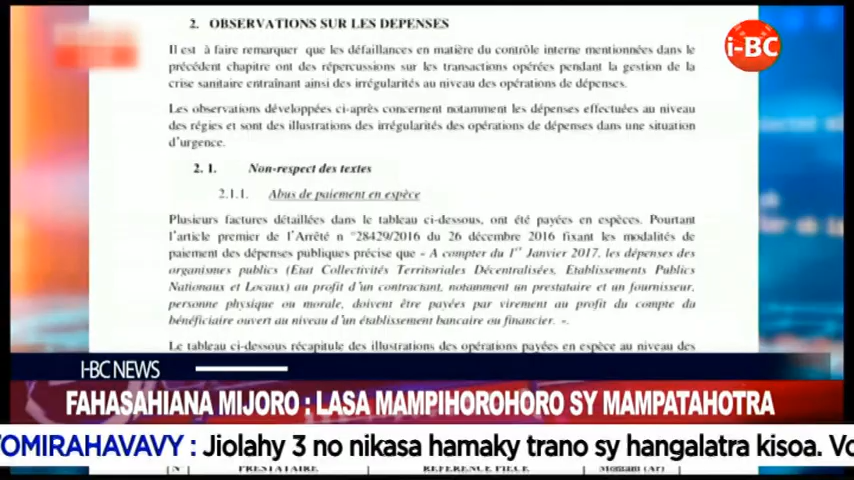 2. OBSERVATIONS SUR LES DEPENSES
i-BC
Il est à faire remarquer que les défaillances en matière du contrôle interne mentionnées dans le
précédent chapitre ont des répercussions sur les transactions opérées pendant la gestion de la
crise sanitaire entraînant ainsi des irrégularités au niveau des opérations de dépenses.
Les observations développées ci-après concernent notamment les dépenses effectuées au niveau
des régies et sont des illustrations des irrégularités des opérations de dépenses dans une situation
d'urgence.
2. 1. Non-respect des textes
2.1.1. Abus de paiement en espèce
Plusieurs factures détaillées dans le tableau ci-dessous, ont été payées en espèces. Pourtant
l'article premier de l'Arrêté n °28429/2016 du 26 décembre 2016 fixant les modalités de
paiement des dépenses publiques précise que « A compter du 1er Janvier 2017, les dépenses des
organismes publics (Etat Collectivités Territoriales Décentralisées, Etablissements Publics
Nationaux et Locaux) au profit d'un contractant, notamment un prestataire et un fournisseur,
personne physique ou morale, doivent être payées par virement au profit du compte du
bénéficiaire ouvert au niveau d'un établissement bancaire ou financier. ».
Le tableau ci-dessous récapitule des illustrations des opérations payées en espèce au niveau des
I-BC NEWS
FAHASAHIANA MIJORO : LASA MAMPIHOROHORO SY MAMPATAHOTRA
VOMIRAHAVAVY : Jiolahy 3 no nikasa hamaky trano sy hangalatra kisoa. Vo
N° PRESTATAIRE REFERENCE PIECE Montant (Ar)